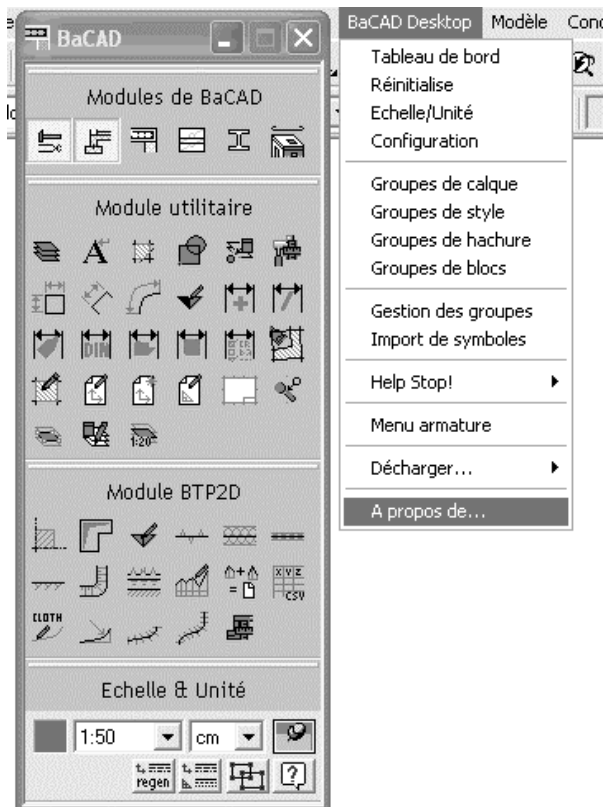 BaCAD
Modules de BaCAD
Module utilitaire
A
DIN
1:20
Module BTP2D
XYZ
CSV
CLOTH
Echelle & Unité
1:50
cm
regen
BaCAD Desktop Modèle
Tableau de bord
Réinitialise
Echelle/Unité
Configuration
Groupes de calque
Groupes de style
Groupes de hachure
Groupes de blocs
Gestion des groupes
Import de symboles
Help Stop!
Menu armature
Décharger...
A propos de...